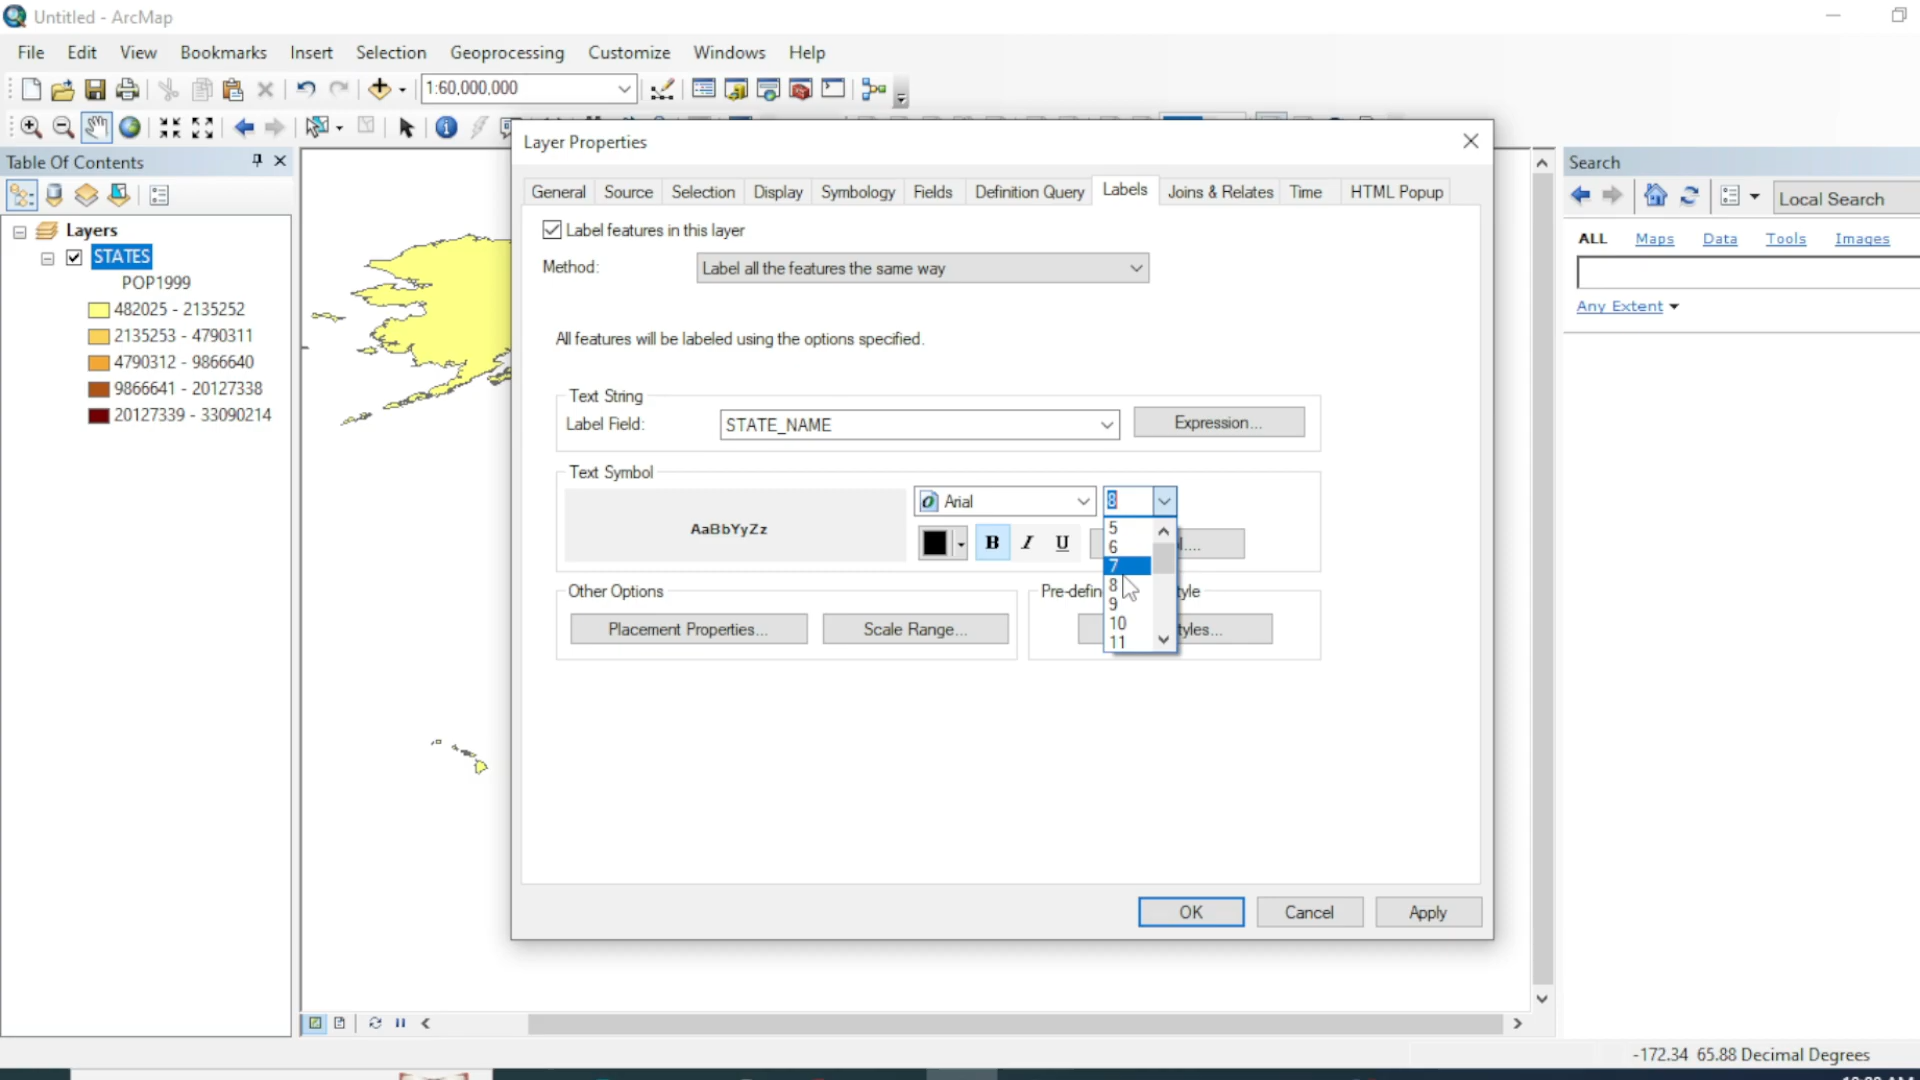 Untitled - ArcMap
File Edit View Bookmarks Insert Selection Geoprocessing Customize Windows Help
1:60,000,000
Table Of Contents
Layers
STATES
POP1999
482025 - 2135252
2135253 - 4790311
4790312 - 9866640
9866641 - 20127338
20127339 - 33090214
Layer Properties
General Source Selection Display Symbology Fields Definition Query Labels Joins & Relates Time HTML Popup
Label features in this layer
Method: Label all the features the same way
All features will be labeled using the options specified.
Text String
Label Field: STATE_NAME Expression...
Text Symbol
AaBbYyZz
Arial 8
B I U
5
6
7
8
9
10
11
Other Options
Placement Properties... Scale Range...
OK Cancel Apply
Search
Local Search
ALL Maps Data Tools Images
Any Extent
-172.34 65.88 Decimal Degrees